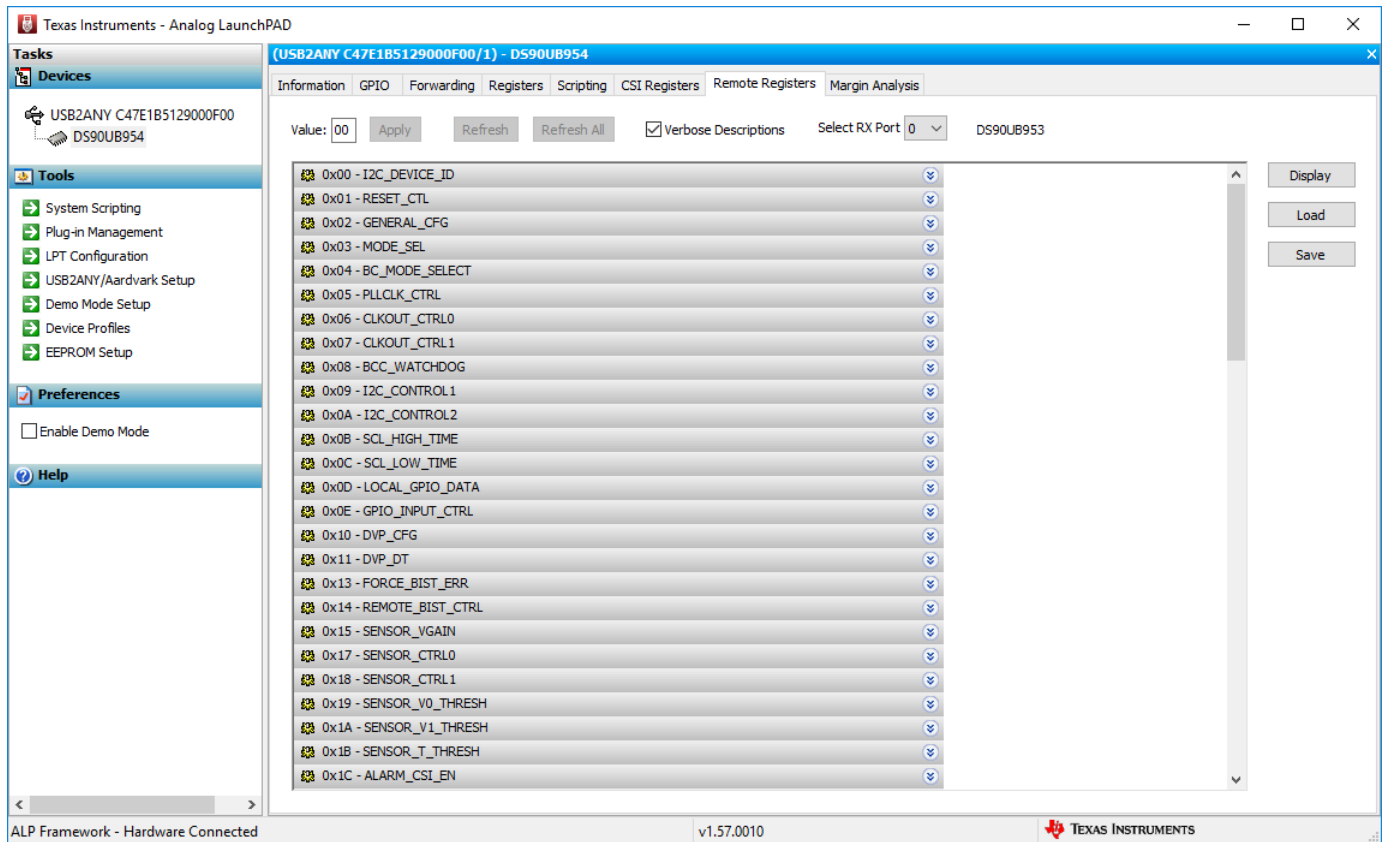 Texas Instruments - Analog LaunchPAD
Tasks
Devices
USB2ANY C47E1B5129000F00
DS90UB954
Tools
System Scripting
Plug-in Management
LPT Configuration
USB2ANY/Aardvark Setup
Demo Mode Setup
Device Profiles
EEPROM Setup
Preferences
Enable Demo Mode
Help
(USB2ANY C47E1B5129000F00/1) - DS90UB954
Information GPIO Forwarding Registers Scripting CSI Registers Remote Registers Margin Analysis
Value: 00 Apply Refresh Refresh All Verbose Descriptions Select RX Port 0 DS90UB953
0x00 - I2C_DEVICE_ID
0x01 - RESET_CTL
0x02 - GENERAL_CFG
0x03 - MODE_SEL
0x04 - BC_MODE_SELECT
0x05 - PLLCLK_CTRL
0x06 - CLKOUT_CTRL0
0x07 - CLKOUT_CTRL1
0x08 - BCC_WATCHDOG
0x09 - I2C_CONTROL1
0x0A - I2C_CONTROL2
0x0B - SCL_HIGH_TIME
0x0C - SCL_LOW_TIME
0x0D - LOCAL_GPIO_DATA
0x0E - GPIO_INPUT_CTRL
0x10 - DVP_CFG
0x11 - DVP_DT
0x13 - FORCE_BIST_ERR
0x14 - REMOTE_BIST_CTRL
0x15 - SENSOR_VGAIN
0x17 - SENSOR_CTRL0
0x18 - SENSOR_CTRL1
0x19 - SENSOR_V0_THRESH
0x1A - SENSOR_V1_THRESH
0x1B - SENSOR_T_THRESH
0x1C - ALARM_CSI_EN
Display
Load
Save
ALP Framework - Hardware Connected
v1.57.0010
TEXAS INSTRUMENTS